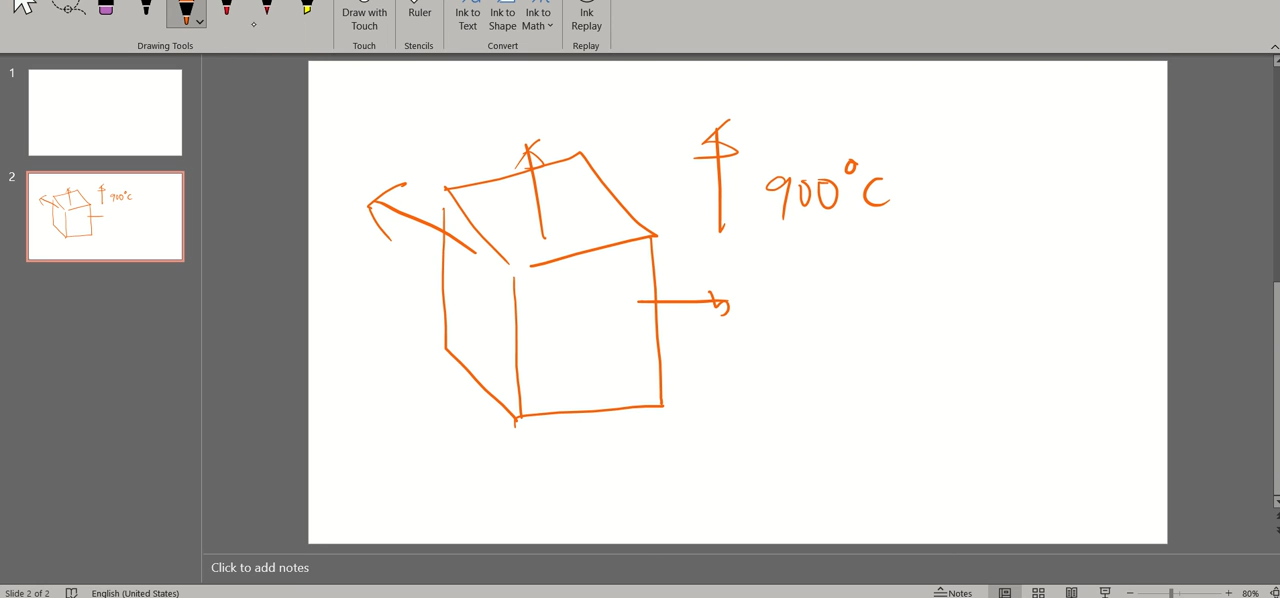 Draw with Touch
Ruler
Ink to Text
Ink to Shape
Ink to Math
Ink Replay
Drawing Tools
Touch
Stencils
Convert
Replay
1
2
900°C
900°C
Click to add notes
Slide 2 of 2
English (United States)
Notes
80%